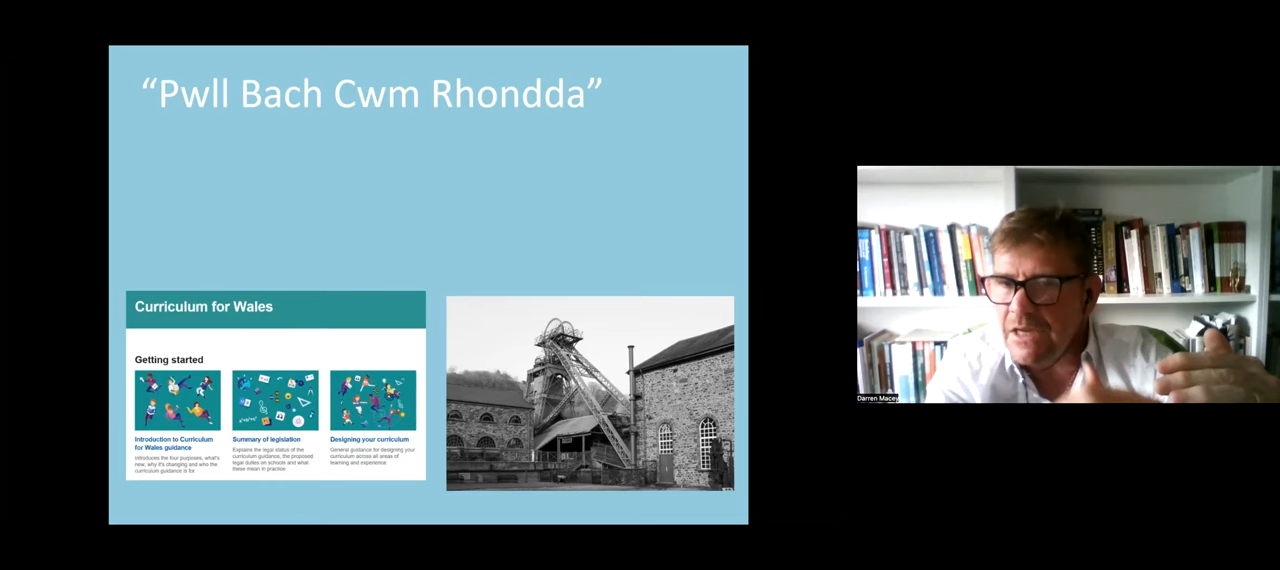 “Pwll Bach Cwm Rhondda”
Curriculum for Wales
Getting started
Introduction to Curriculum
for Wales guidance
Introduces the four purposes, what's
new, why it's changing and who the
curriculum guidance is for
Summary of legislation
Explains the legal status of the
curriculum guidance, the proposed
legal duties on schools and what
these mean in practice
Designing your curriculum
General guidance for designing your
curriculum across all areas of
learning and experience
Darren Macey